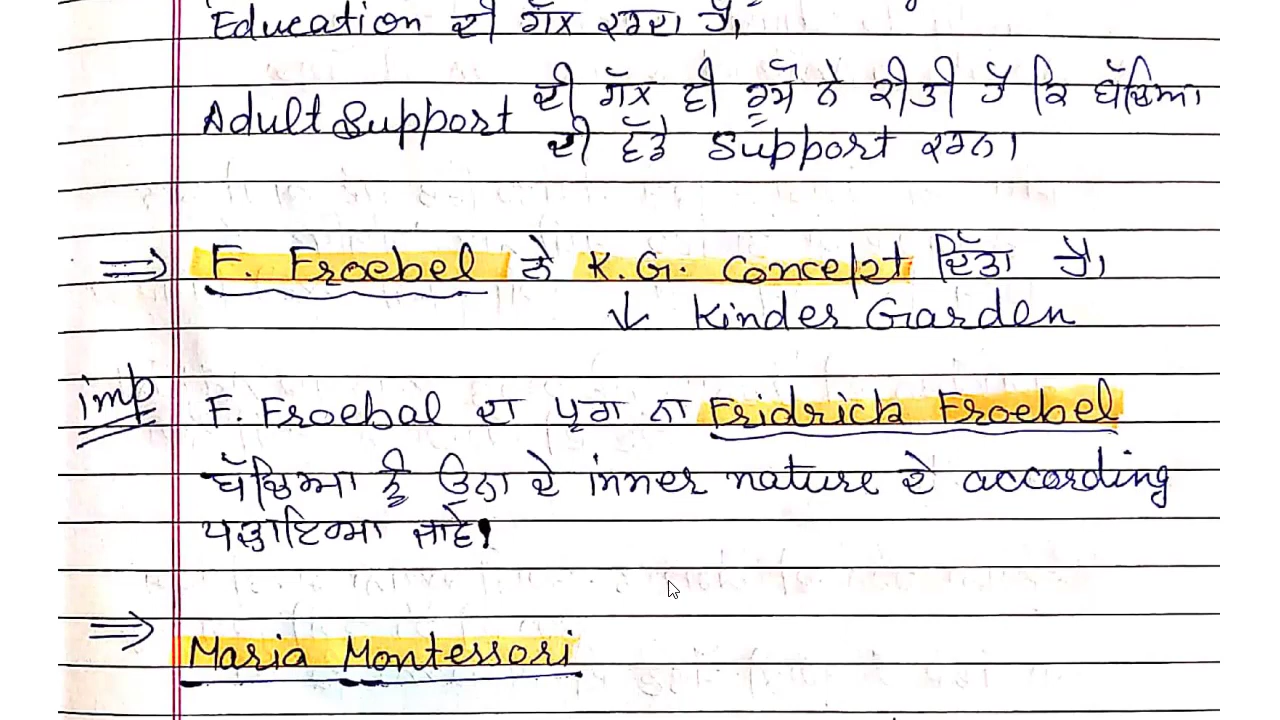 Education ਦੀ ਗੱਲ ਕਰਦਾ ਹੈ।
Adult Support ਦੀ ਗੱਲ ਵੀ ਰੂਸੋ ਨੇ ਕੀਤੀ ਹੈ ਕਿ ਬੱਚਿਆ
ਦੀ ਵੱਡੇ Support ਕਰਨ।
⇒ F. Froebel ਨੇ K.G. Concept ਦਿੱਤਾ ਹੈ।
↓ Kinder Garden
imp F. Froebal ਦਾ ਪੂਰਾ ਨਾ Fridrick Froebel
ਬੱਚਿਆ ਨੂੰ ਉਨਾ ਦੇ inner nature ਦੇ according
ਪੜਾਇਆ ਜਾਵੇ।
⇒ Maria Montessori